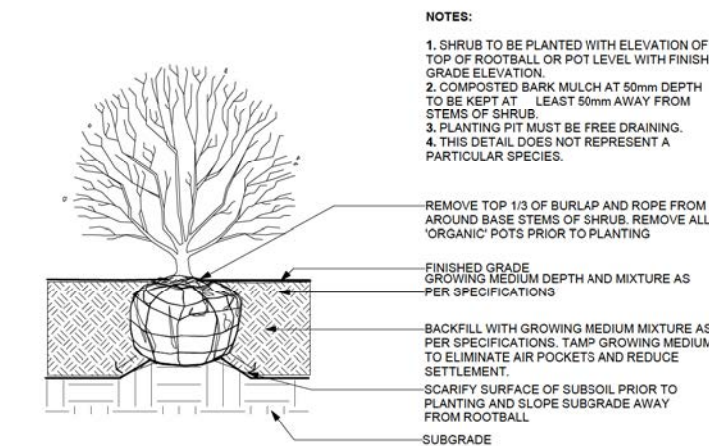 NOTES:
1. SHRUB TO BE PLANTED WITH ELEVATION OF
TOP OF ROOTBALL OR POT LEVEL WITH FINISH
GRADE ELEVATION.
2. COMPOSTED BARK MULCH AT 50mm DEPTH
TO BE KEPT AT LEAST 50mm AWAY FROM
STEMS OF SHRUB.
3. PLANTING PIT MUST BE FREE DRAINING.
4. THIS DETAIL DOES NOT REPRESENT A
PARTICULAR SPECIES.
REMOVE TOP 1/3 OF BURLAP AND ROPE FROM
AROUND BASE STEMS OF SHRUB. REMOVE ALL
'ORGANIC' POTS PRIOR TO PLANTING
FINISHED GRADE
GROWING MEDIUM DEPTH AND MIXTURE AS
PER SPECIFICATIONS
BACKFILL WITH GROWING MEDIUM MIXTURE AS
PER SPECIFICATIONS. TAMP GROWING MEDIUM
TO ELIMINATE AIR POCKETS AND REDUCE
SETTLEMENT.
SCARIFY SURFACE OF SUBSOIL PRIOR TO
PLANTING AND SLOPE SUBGRADE AWAY
FROM ROOTBALL
SUBGRADE